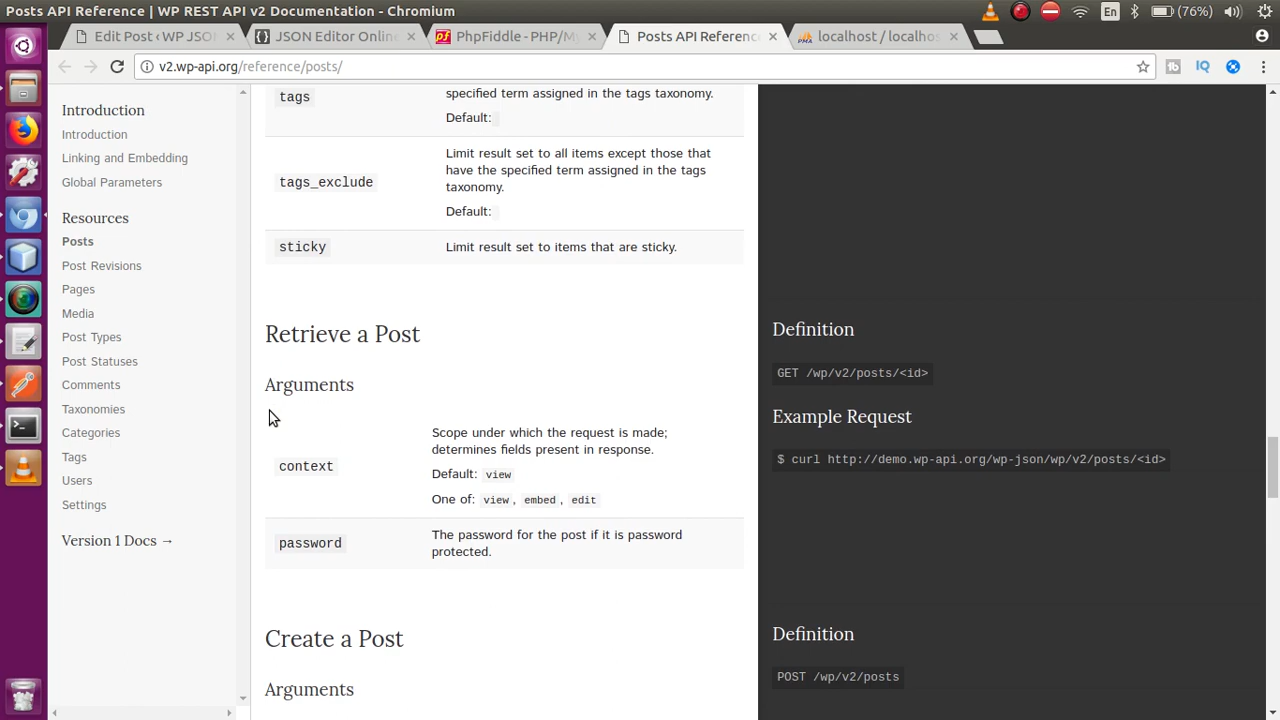 Posts API Reference | WP REST API v2 Documentation - Chromium
En
(76%)
Edit Post ‹ WP JSO
{} JSON Editor Onlin
pf PhpFiddle - PHP/My
Posts API Referenc
PMA localhost / localhos
v2.wp-api.org/reference/posts/
tb
IQ
Introduction
Introduction
Linking and Embedding
Global Parameters
Resources
Posts
Post Revisions
Pages
Media
Post Types
Post Statuses
Comments
Taxonomies
Categories
Tags
Users
Settings
Version 1 Docs →
tags
specified term assigned in the tags taxonomy.
Default:
tags_exclude
Limit result set to all items except those that
have the specified term assigned in the tags
taxonomy.
Default:
sticky
Limit result set to items that are sticky.
Retrieve a Post
Arguments
context
Scope under which the request is made;
determines fields present in response.
Default: view
One of: view, embed, edit
password
The password for the post if it is password
protected.
Create a Post
Arguments
Definition
GET /wp/v2/posts/<id>
Example Request
$ curl http://demo.wp-api.org/wp-json/wp/v2/posts/<id>
Definition
POST /wp/v2/posts